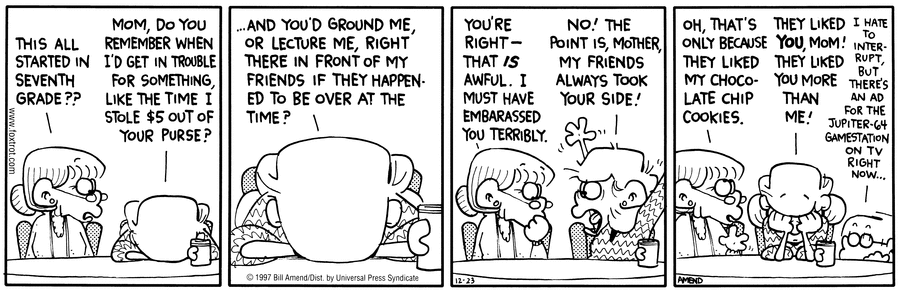 THIS ALL
STARTED IN
SEVENTH
GRADE??
MOM, DO YOU
REMEMBER WHEN
I'D GET IN TROUBLE
FOR SOMETHING,
LIKE THE TIME I
STOLE $5 OUT OF
YOUR PURSE?
www.foxtrot.com
...AND YOU'D GROUND ME,
OR LECTURE ME, RIGHT
THERE IN FRONT OF MY
FRIENDS IF THEY HAPPEN-
ED TO BE OVER AT THE
TIME?
© 1997 Bill Amend/Dist. by Universal Press Syndicate
YOU'RE
RIGHT—
THAT IS
AWFUL. I
MUST HAVE
EMBARASSED
YOU TERRIBLY.
NO! THE
POINT IS, MOTHER,
MY FRIENDS
ALWAYS TOOK
YOUR SIDE!
12-23
OH, THAT'S
ONLY BECAUSE
THEY LIKED
MY CHOCO-
LATE CHIP
COOKIES.
THEY LIKED
YOU, MOM!
THEY LIKED
YOU MORE
THAN
ME!
I HATE
TO
INTER-
RUPT,
BUT
THERE'S
AN AD
FOR THE
JUPITER-64
GAMESTATION
ON TV
RIGHT
NOW...
AMEND